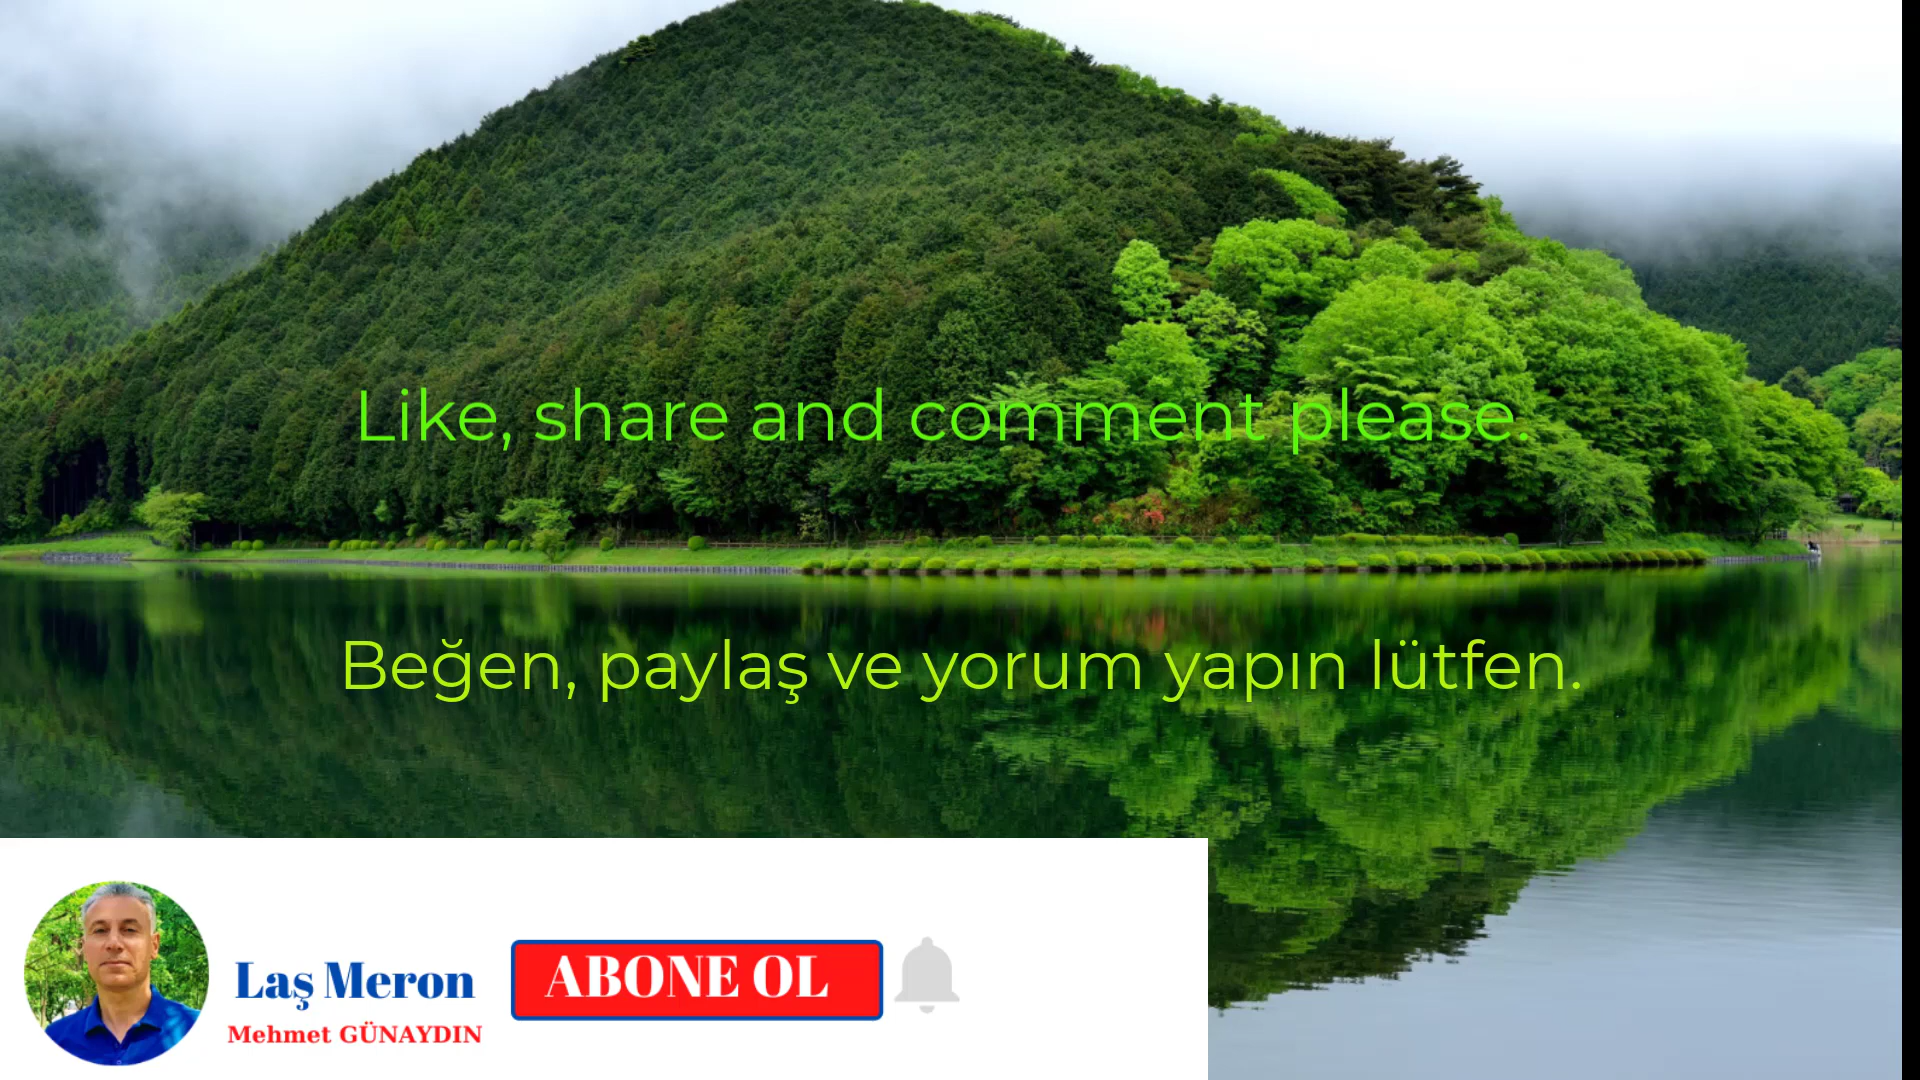 Like, share and comment please.
Beğen, paylaş ve yorum yapın lütfen.
Laş Meron
Mehmet GÜNAYDIN
ABONE OL